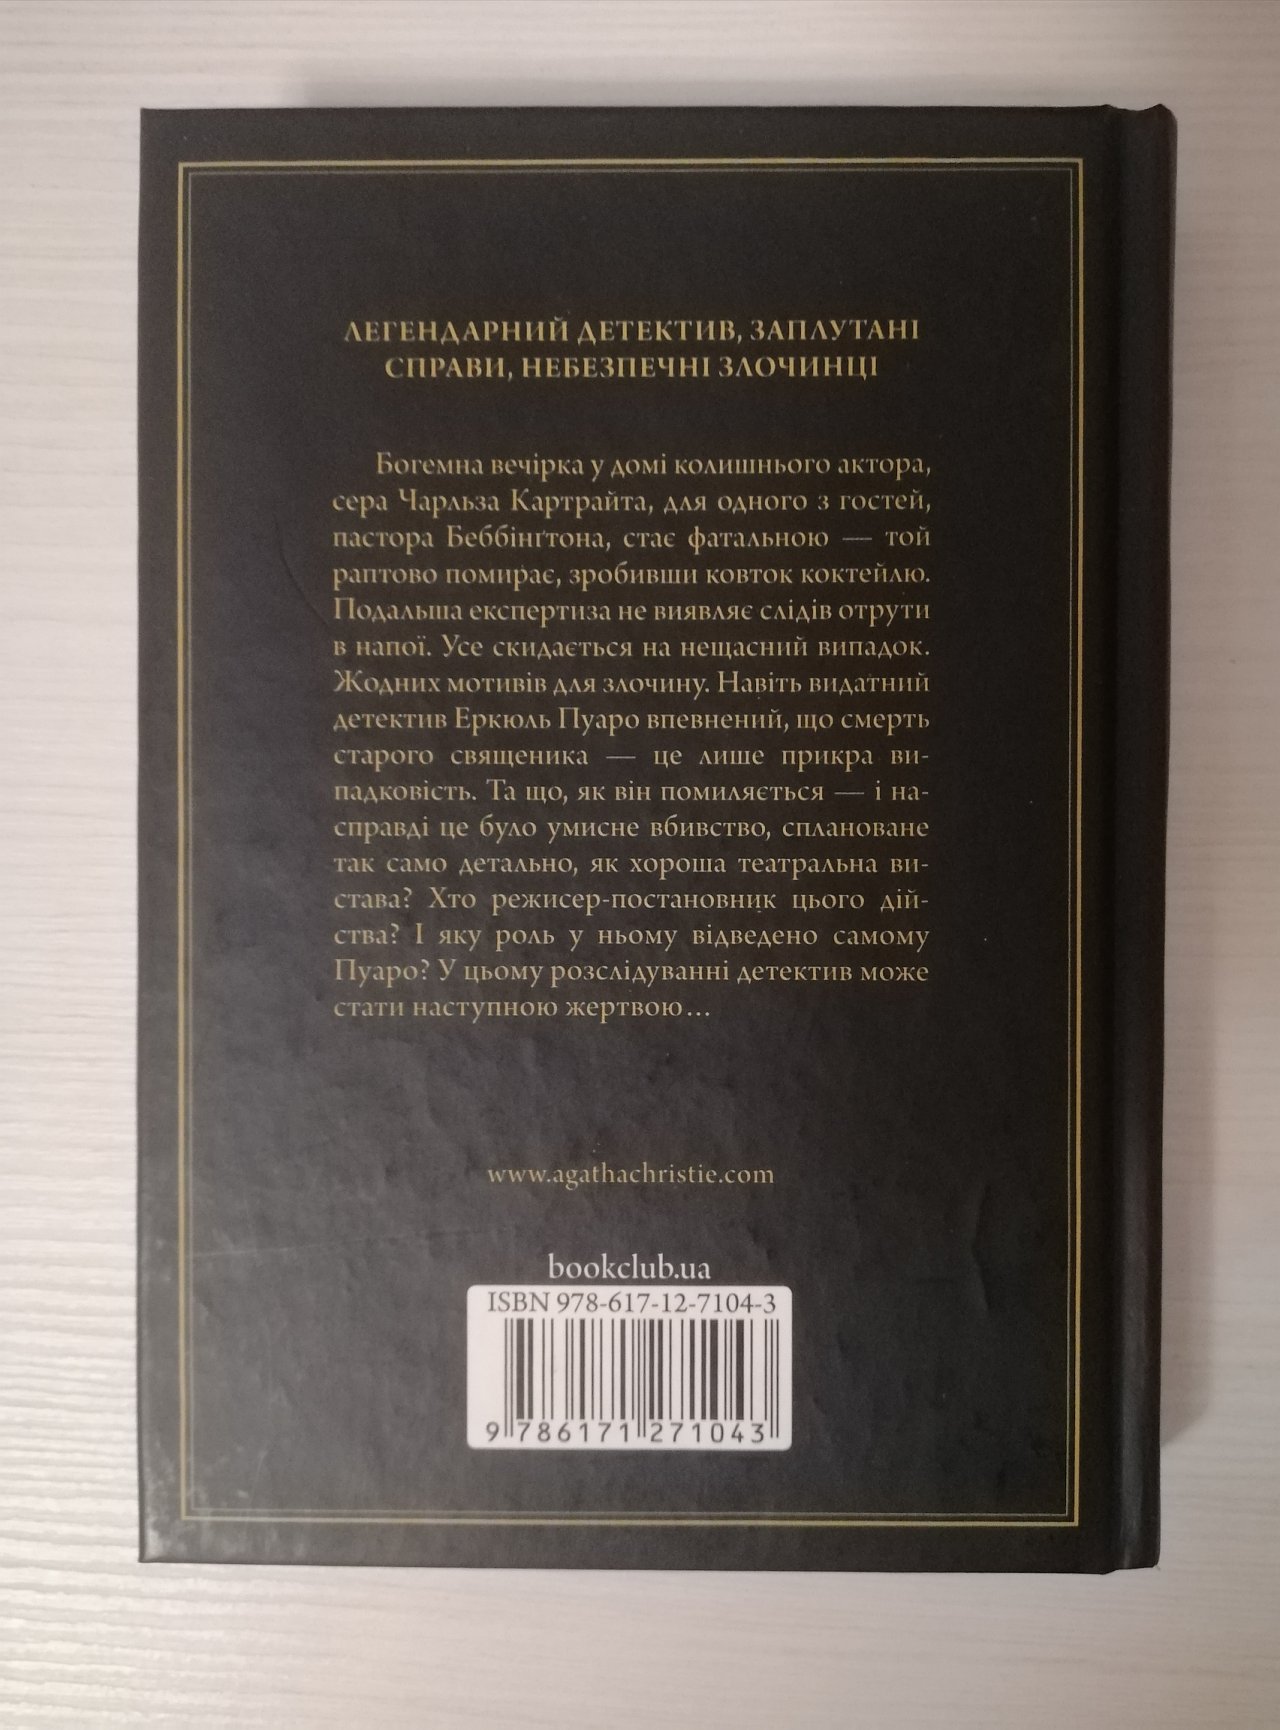 ЛЕГЕНДАРНИЙ ДЕТЕКТИВ, ЗАПЛУТАНІ
СПРАВИ, НЕБЕЗПЕЧНІ ЗЛОЧИНЦІ
Богемна вечірка у домі колишнього актора,
сера Чарльза Картрайта, для одного з гостей,
пастора Беббінґтона, стає фатальною — той
раптово помирає, зробивши ковток коктейлю.
Подальша експертиза не виявляє слідів отрути
в напої. Усе скидається на нещасний випадок.
Жодних мотивів для злочину. Навіть видатний
детектив Еркюль Пуаро впевнений, що смерть
старого священика — це лише прикра ви-
падковість. Та що, як він помиляється — і на-
справді це було умисне вбивство, сплановане
так само детально, як хороша театральна ви-
става? Хто режисер-постановник цього дій-
ства? І яку роль у ньому відведено самому
Пуаро? У цьому розслідуванні детектив може
стати наступною жертвою...
www.agathachristie.com
bookclub.ua
ISBN 978-617-12-7104-3
9 786171 271043